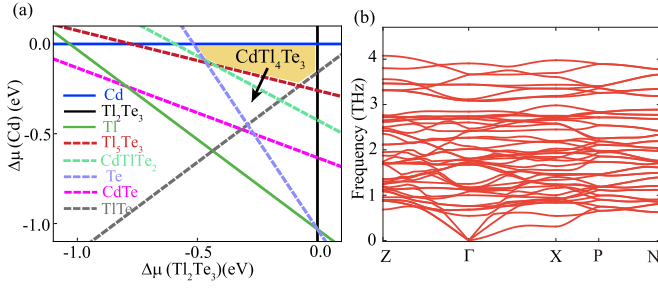 (a)
0.0
-0.5
-1.0
Δμ (Cd) (eV)
CdTl₄Te₃
Cd
Tl₂Te₃
Tl
Tl₅Te₃
CdTlTe₂
Te
CdTe
TlTe
-1.0
-0.5
0.0
Δμ (Tl₂Te₃)(eV)
(b)
Frequency (THz)
4
3
2
1
0
Z
Γ
X
P
N